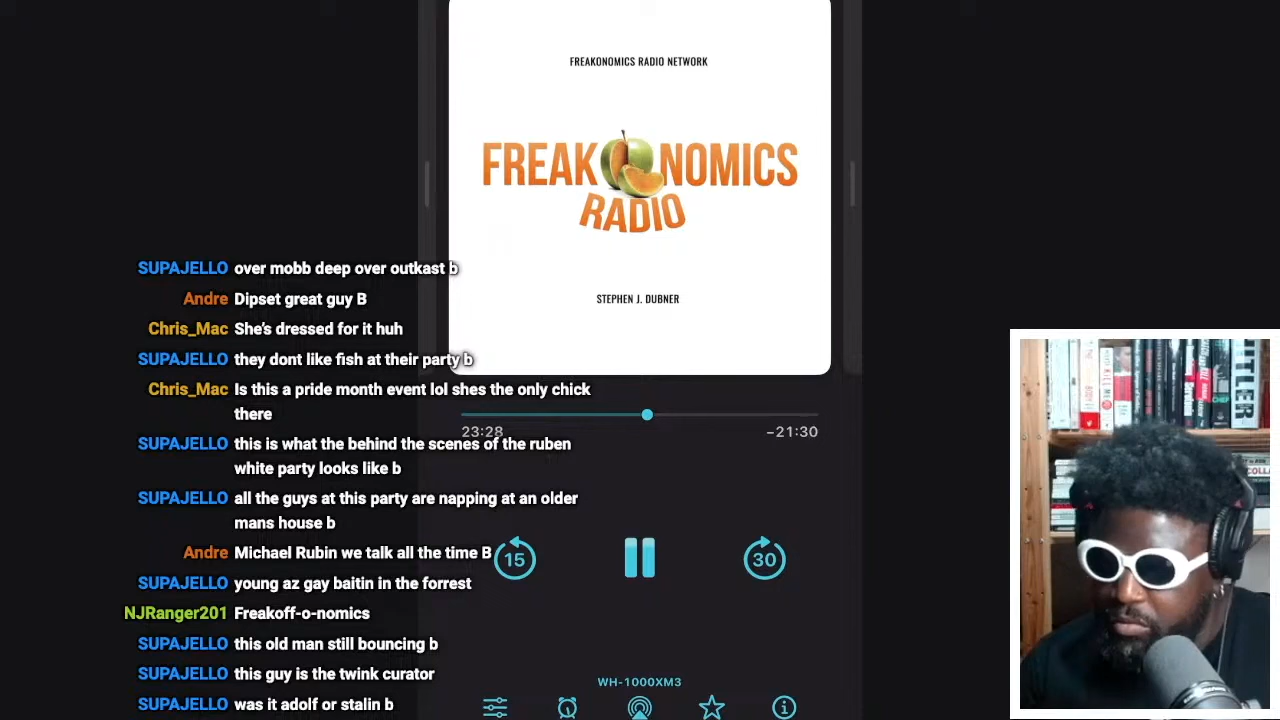 FREAKONOMICS RADIO NETWORK
FREAKONOMICS
RADIO
STEPHEN J. DUBNER
23:28
-21:30
15
30
WH-1000XM3
SUPAJELLO over mobb deep over outkast b
Andre Dipset great guy B
Chris_Mac She's dressed for it huh
SUPAJELLO they dont like fish at their party b
Chris_Mac Is this a pride month event lol shes the only chick
there
SUPAJELLO this is what the behind the scenes of the ruben
white party looks like b
SUPAJELLO all the guys at this party are napping at an older
mans house b
Andre Michael Rubin we talk all the time B
SUPAJELLO young az gay baitin in the forrest
NJRanger201 Freakoff-o-nomics
SUPAJELLO this old man still bouncing b
SUPAJELLO this guy is the twink curator
SUPAJELLO was it adolf or stalin b
HITLER